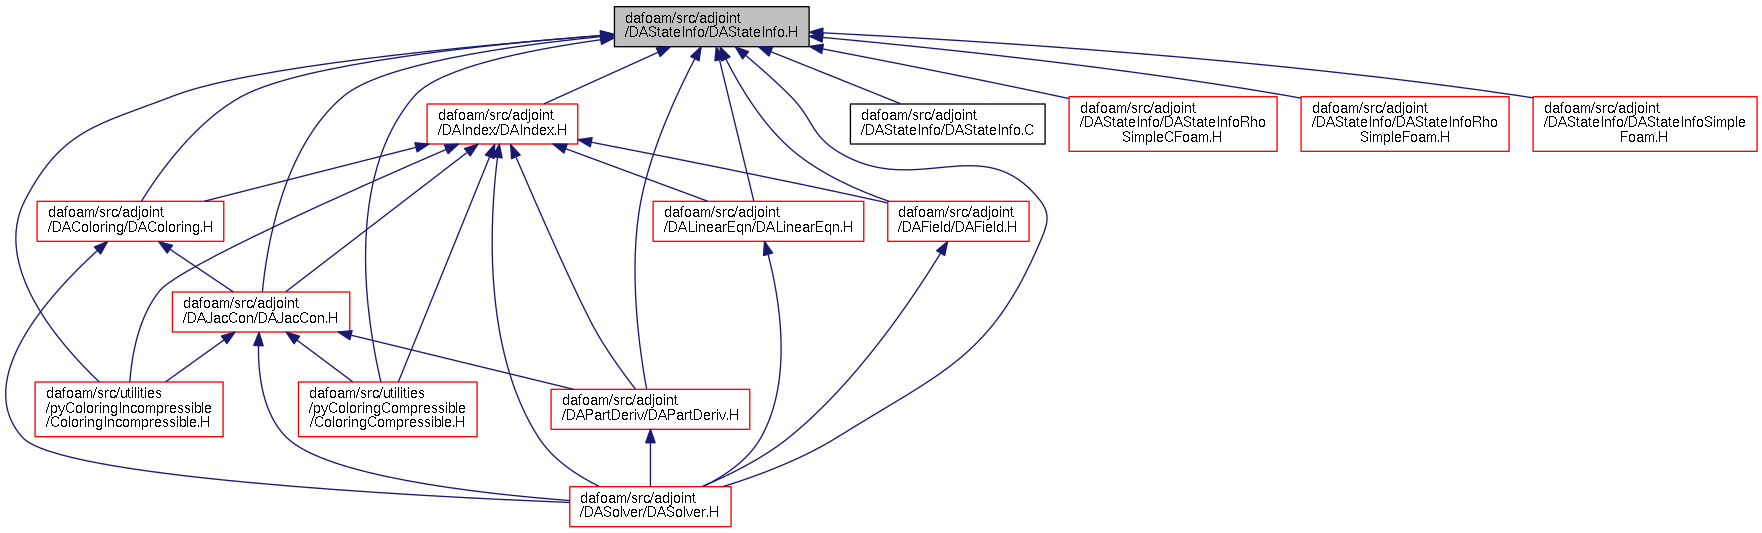 dafoam/src/adjoint
/DAStateInfo/DAStateInfo.H
dafoam/src/adjoint
/DAIndex/DAIndex.H
dafoam/src/adjoint
/DAStateInfo/DAStateInfo.C
dafoam/src/adjoint
/DAStateInfo/DAStateInfoRho
SimpleCFoam.H
dafoam/src/adjoint
/DAStateInfo/DAStateInfoRho
SimpleFoam.H
dafoam/src/adjoint
/DAStateInfo/DAStateInfoSimple
Foam.H
dafoam/src/adjoint
/DAColoring/DAColoring.H
dafoam/src/adjoint
/DALinearEqn/DALinearEqn.H
dafoam/src/adjoint
/DAField/DAField.H
dafoam/src/adjoint
/DAJacCon/DAJacCon.H
dafoam/src/utilities
/pyColoringIncompressible
/ColoringIncompressible.H
dafoam/src/utilities
/pyColoringCompressible
/ColoringCompressible.H
dafoam/src/adjoint
/DAPartDeriv/DAPartDeriv.H
dafoam/src/adjoint
/DASolver/DASolver.H